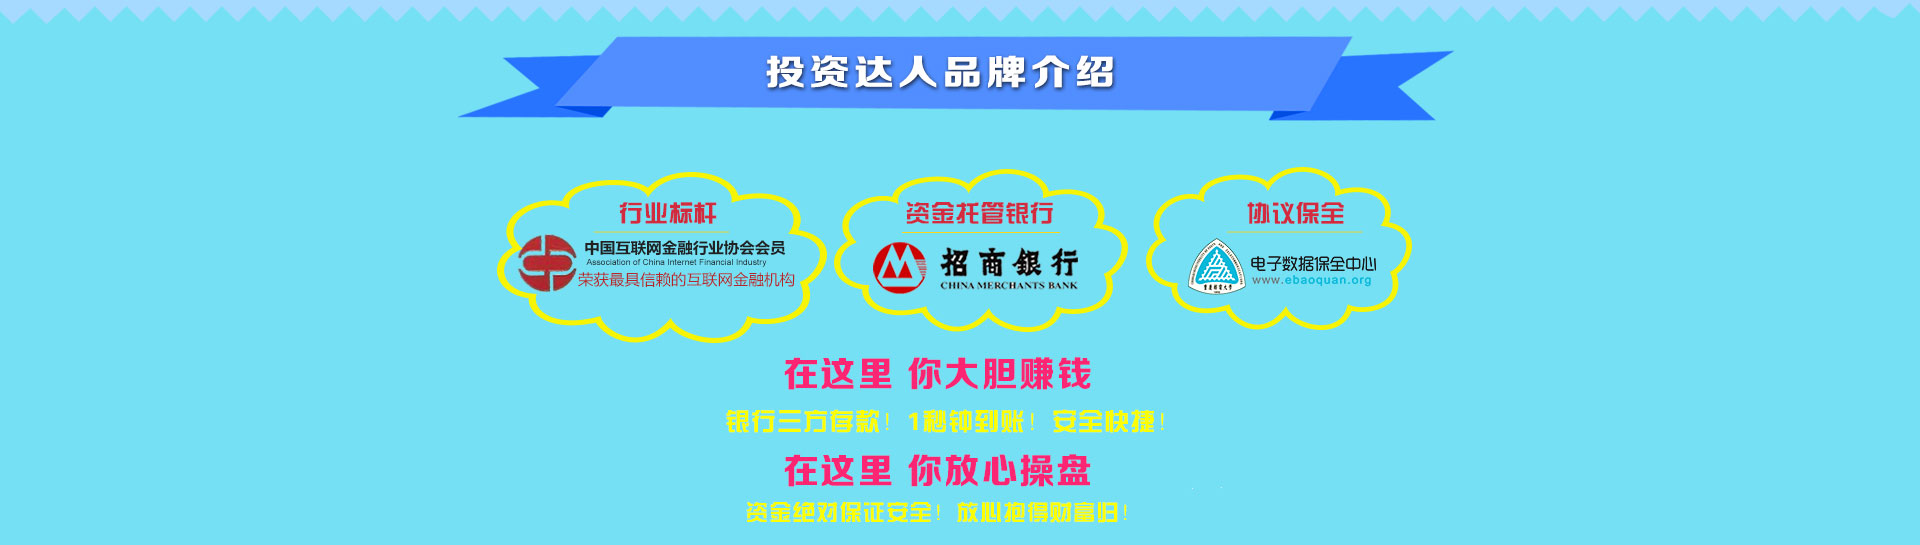 投资达人品牌介绍
行业标杆
中国互联网金融行业协会会员
Association of China Internet Financial Industry
荣获最具信赖的互联网金融机构
资金托管银行
招商銀行
CHINA MERCHANTS BANK
协议保全
电子数据保全中心
www.ebaoquan.org
在这里 你大胆赚钱
银行三方存款！1秒钟到账！安全快捷！
在这里 你放心操盘
资金绝对保证安全！放心抱得财富归！